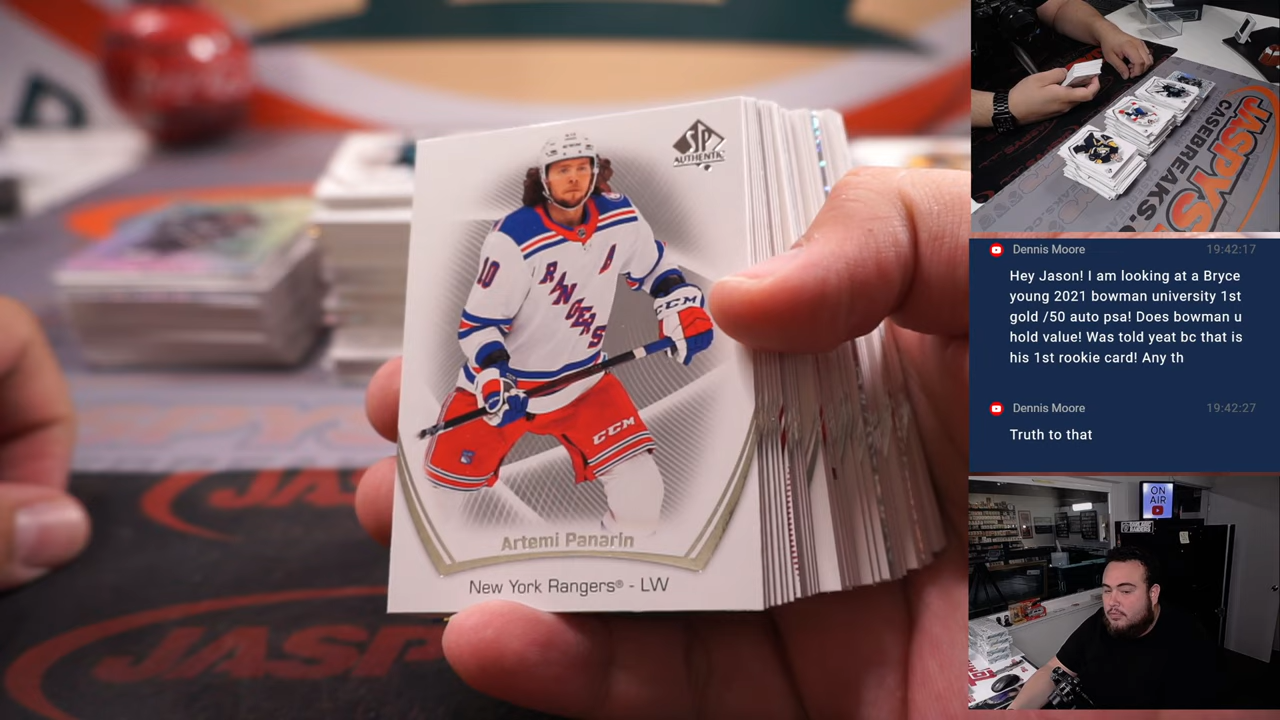 SP
AUTHENTIC
10
A
RANGERS
CCM
CCM
Artemi Panarin
New York Rangers® - LW
JASPYS
JASP
JASPYS
CASEBREAKS.
Dennis Moore 19:42:17
Hey Jason! I am looking at a Bryce
young 2021 bowman university 1st
gold /50 auto psa! Does bowman u
hold value! Was told yeat bc that is
his 1st rookie card! Any th
Dennis Moore 19:42:27
Truth to that
ON
AIR